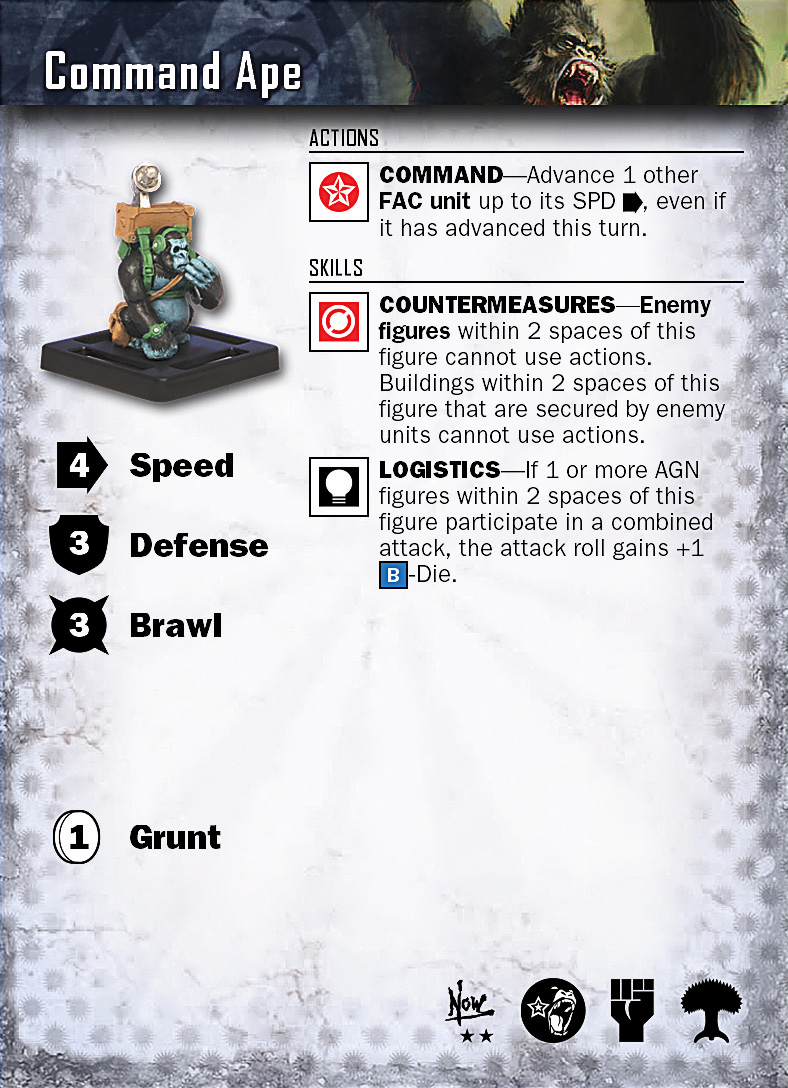 Command Ape
ACTIONS
COMMAND—Advance 1 other
FAC unit up to its SPD , even if
it has advanced this turn.
SKILLS
COUNTERMEASURES—Enemy
figures within 2 spaces of this
figure cannot use actions.
Buildings within 2 spaces of this
figure that are secured by enemy
units cannot use actions.
LOGISTICS—If 1 or more AGN
figures within 2 spaces of this
figure participate in a combined
attack, the attack roll gains +1
B-Die.
4 Speed
3 Defense
3 Brawl
1 Grunt
Now